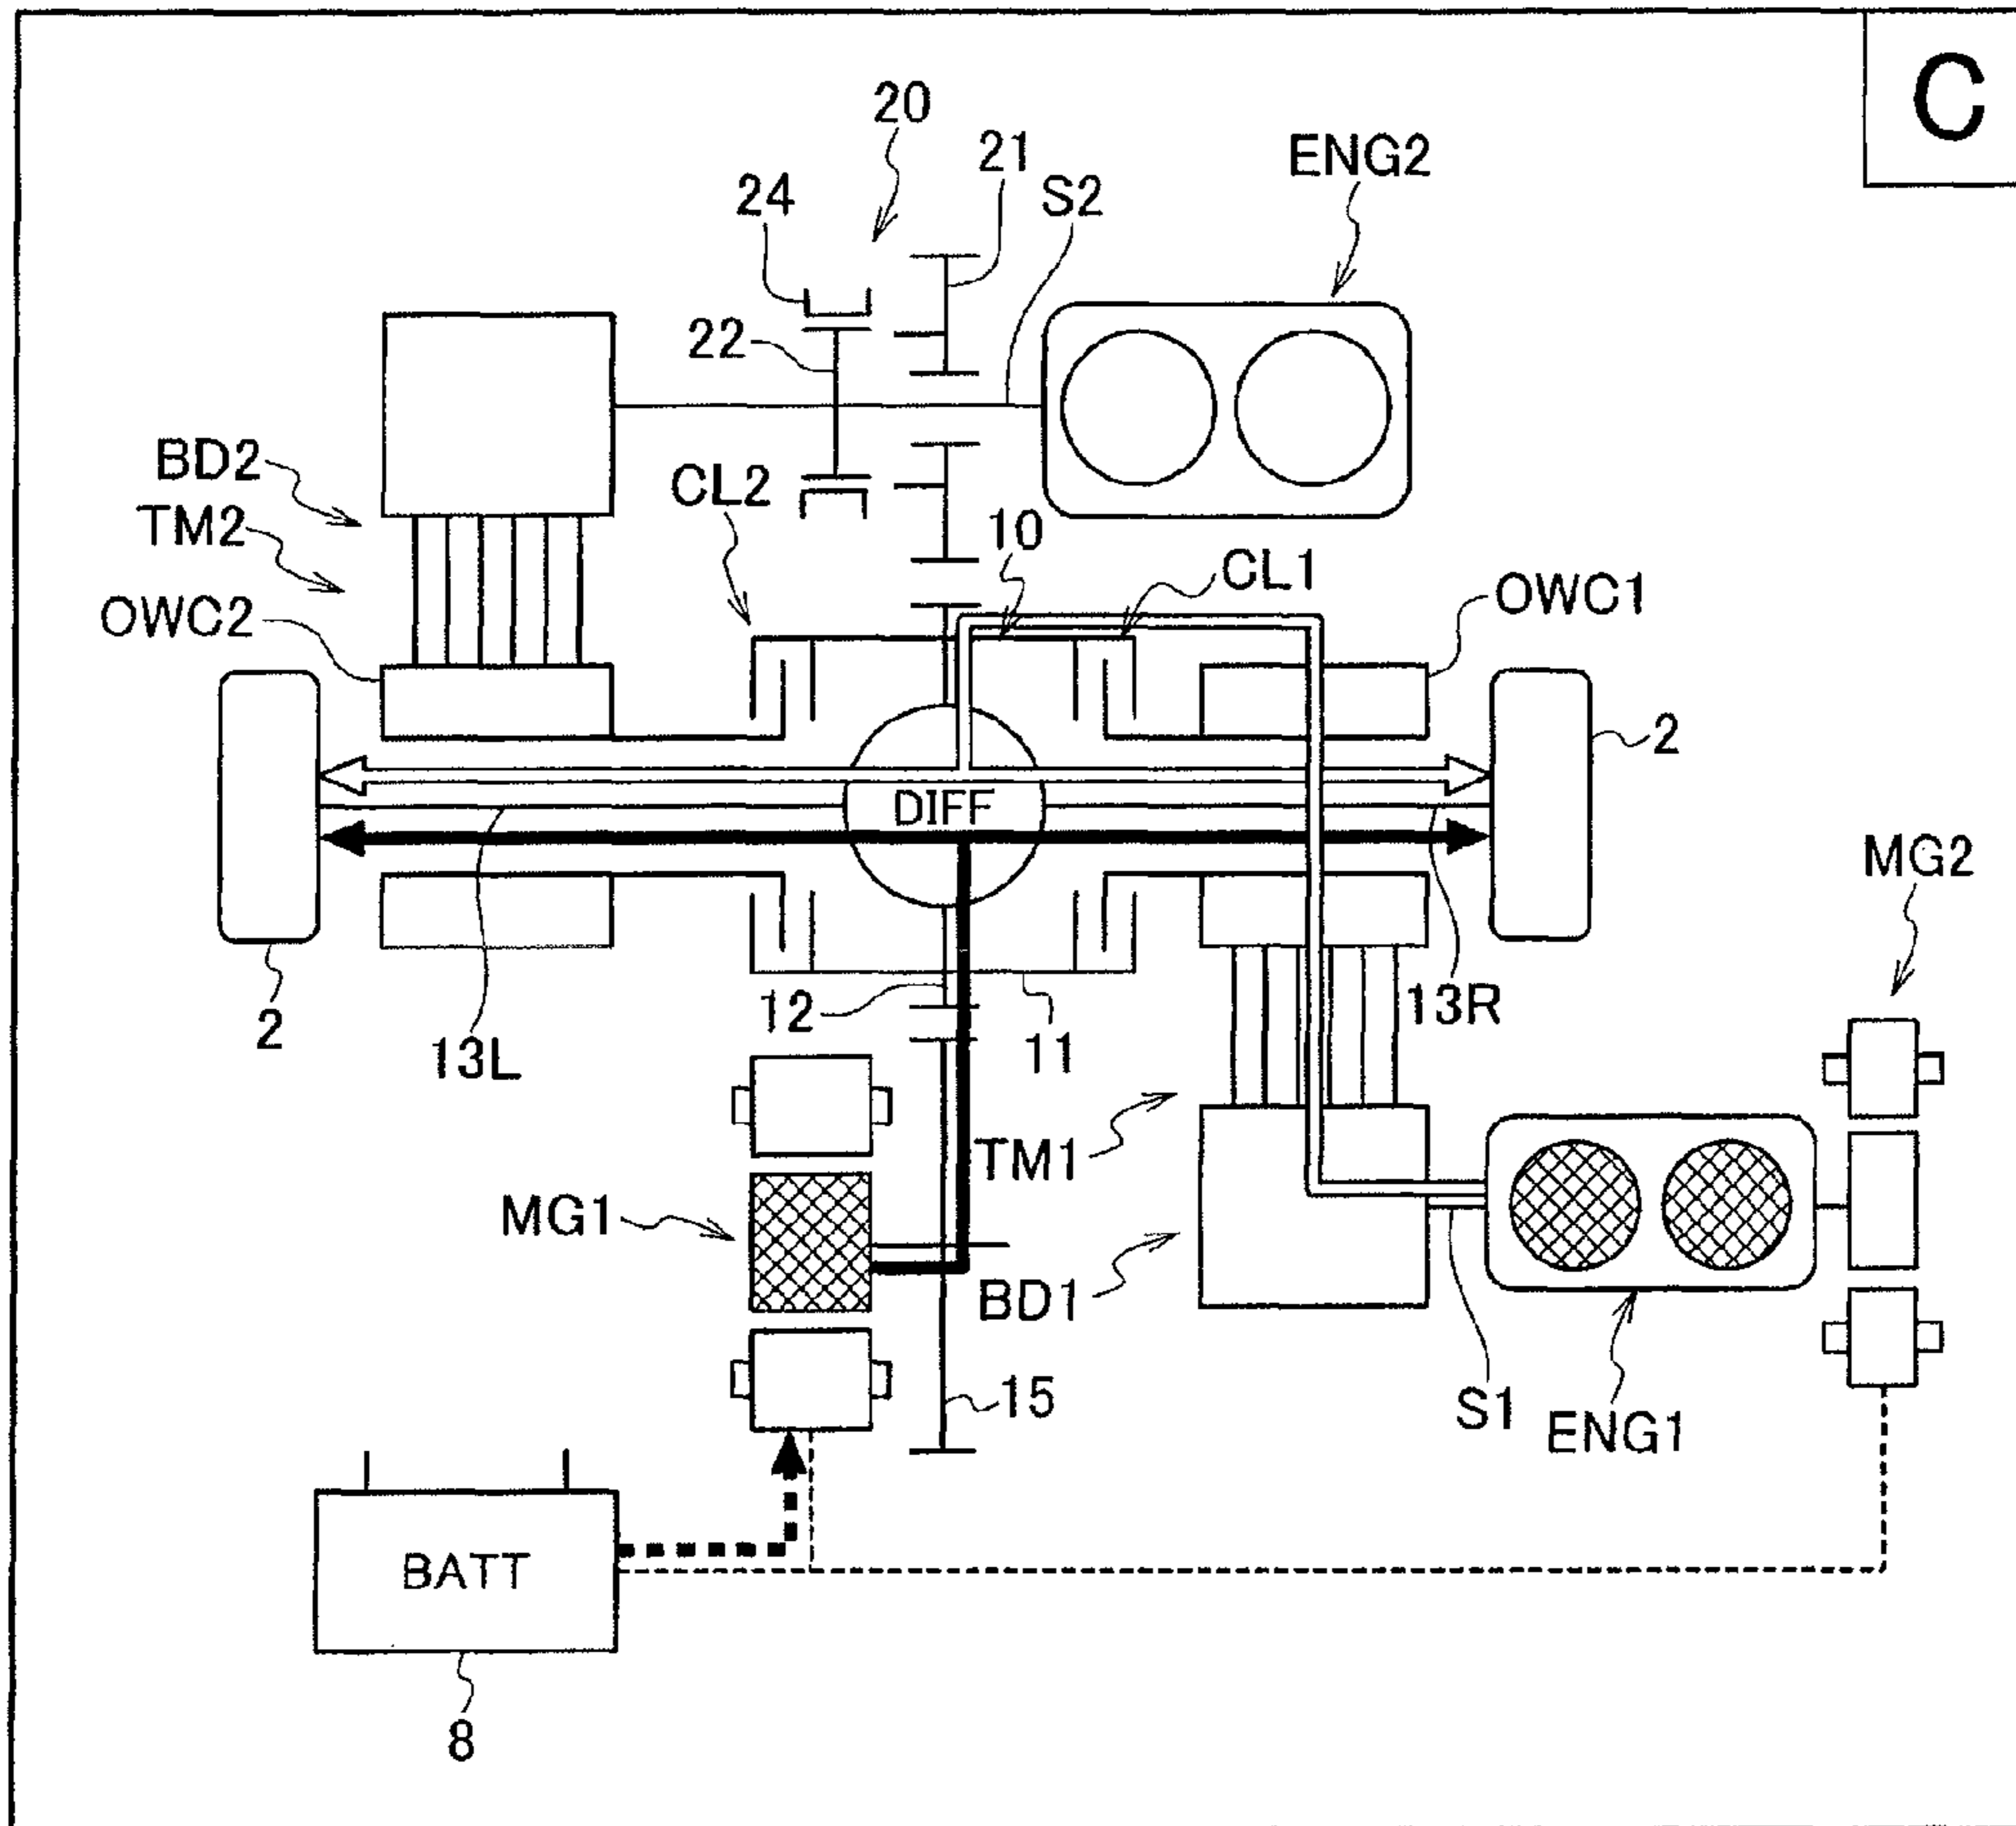 C
20
21
ENG2
24
S2
22
BD2
CL2
TM2
10
CL1
OWC2
OWC1
2
DIFF
MG2
12
13R
2
13L
11
TM1
MG1
BD1
15
S1
ENG1
BATT
8